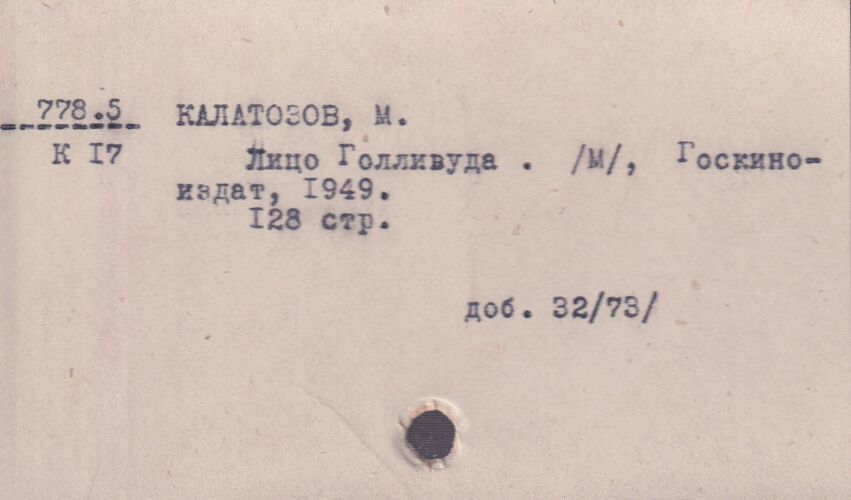 778.5 КАЛАТОЗОВ, М.
К I7 Лицо Голливуда . /М/, Госкино-
издат, I949.
I28 стр.
доб. 32/73/